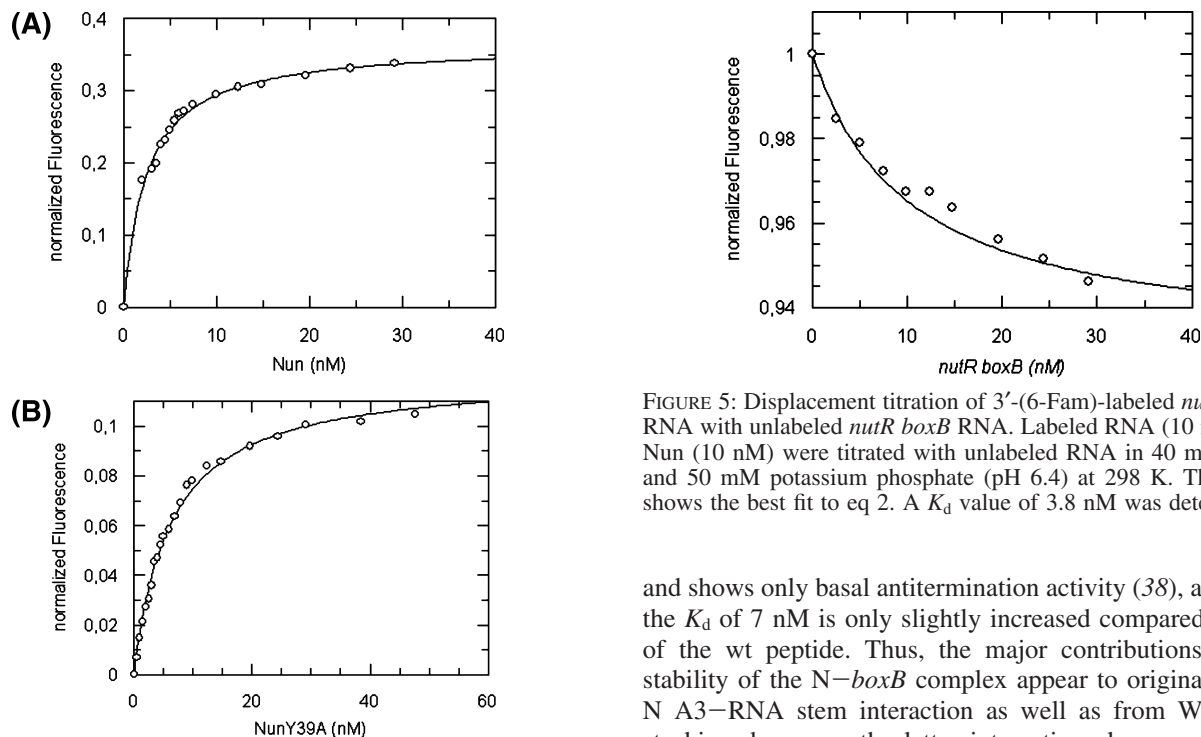 (A)
0,4
0,3
0,2
0,1
0
normalized Fluorescence
0 10 20 30 40
Nun (nM)
(B)
0,1
0,08
0,06
0,04
0,02
0
normalized Fluorescence
0 20 40 60
NunY39A (nM)
1
0,98
0,96
0,94
normalized Fluorescence
0 10 20 30 40
nutR boxB (nM)
FIGURE 5: Displacement titration of 3′-(6-Fam)-labeled
RNA with unlabeled nutR boxB RNA. Labeled RNA (10
Nun (10 nM) were titrated with unlabeled RNA in 40
and 50 mM potassium phosphate (pH 6.4) at 298 K.
shows the best fit to eq 2. A Kd value of 3.8 nM was
and shows only basal antitermination activity (38),
the Kd of 7 nM is only slightly increased compared
of the wt peptide. Thus, the major contributions
stability of the N−boxB complex appear to
N A3−RNA stem interaction as well as from